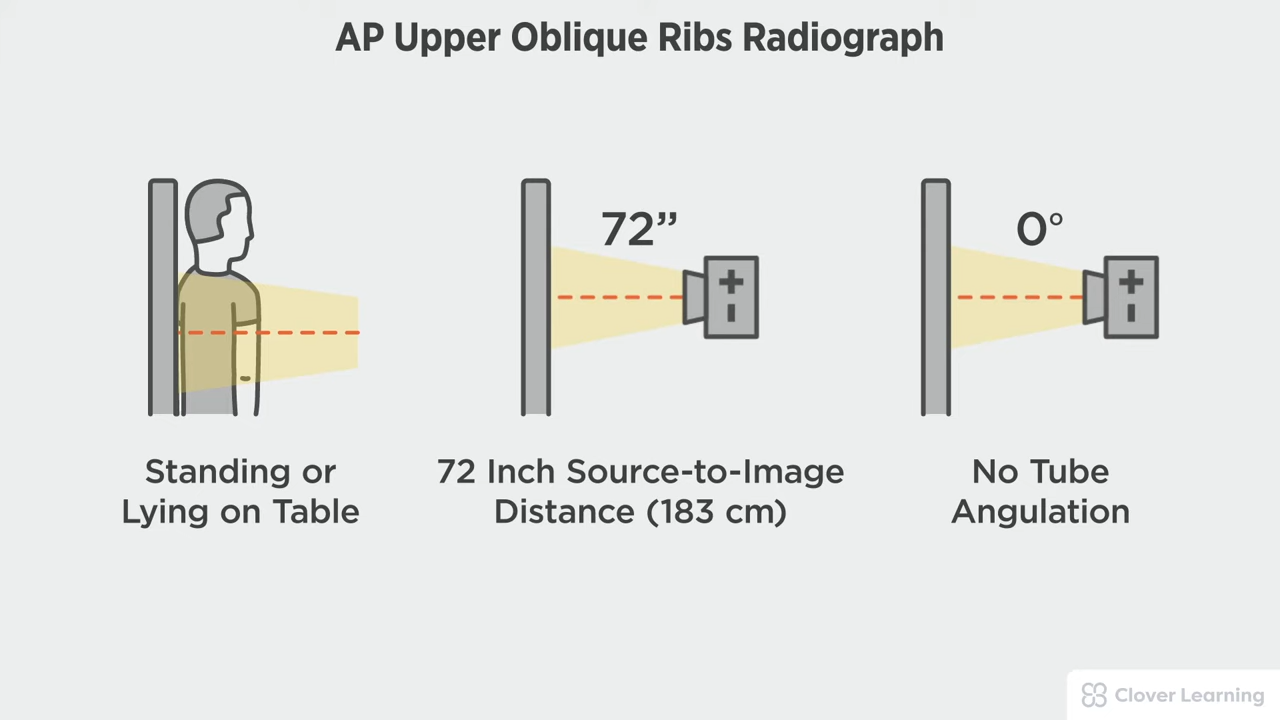 AP Upper Oblique Ribs Radiograph
72”
0°
Standing or
Lying on Table
72 Inch Source-to-Image
Distance (183 cm)
No Tube
Angulation
Clover Learning